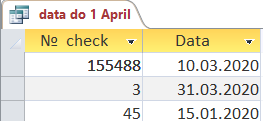 data do 1 April
№ check Data
155488 10.03.2020
3 31.03.2020
45 15.01.2020